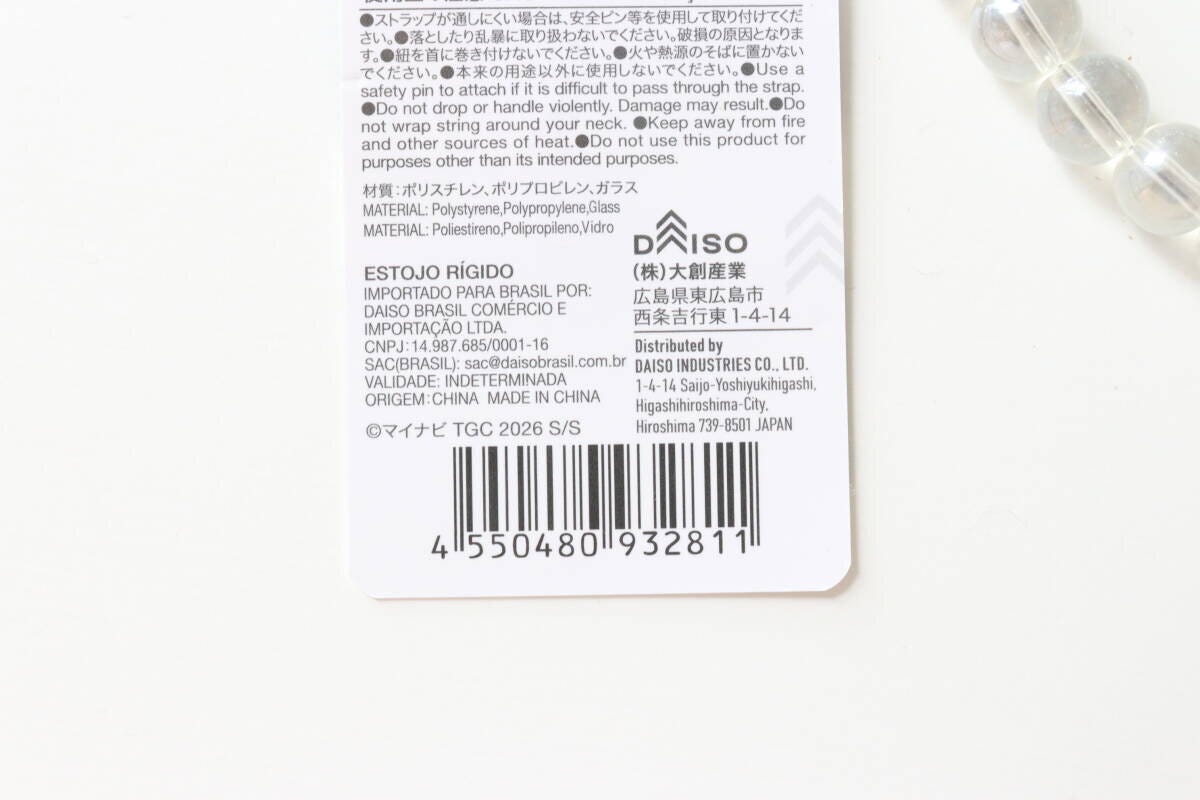 ●ストラップが通しにくい場合は、安全ピン等を使用して取り付けてくだ
さい。●落としたり乱暴に取り扱わないでください。破損の原因となりま
す。●紐を首に巻き付けないでください。●火や熱源のそばに置かない
でください。●本来の用途以外に使用しないでください。●Use a
safety pin to attach if it is difficult to pass through the strap.
●Do not drop or handle violently. Damage may result.●Do
not wrap string around your neck. ●Keep away from fire
and other sources of heat.●Do not use this product for
purposes other than its intended purposes.
材質：ポリスチレン、ポリプロピレン、ガラス
MATERIAL: Polystyrene,Polypropylene,Glass
MATERIAL: Poliestireno,Polipropileno,Vidro
ESTOJO RÍGIDO
IMPORTADO PARA BRASIL POR:
DAISO BRASIL COMÉRCIO E
IMPORTAÇÃO LTDA.
CNPJ:14.987.685/0001-16
SAC(BRASIL): sac@daisobrasil.com.br
VALIDADE: INDETERMINADA
ORIGEM:CHINA MADE IN CHINA
©マイナビ TGC 2026 S/S
DAISO
(株)大創産業
広島県東広島市
西条吉行東1-4-14
Distributed by
DAISO INDUSTRIES CO., LTD.
1-4-14 Saijo-Yoshiyukihigashi,
Higashihiroshima-City,
Hiroshima 739-8501 JAPAN
4 550480 932811